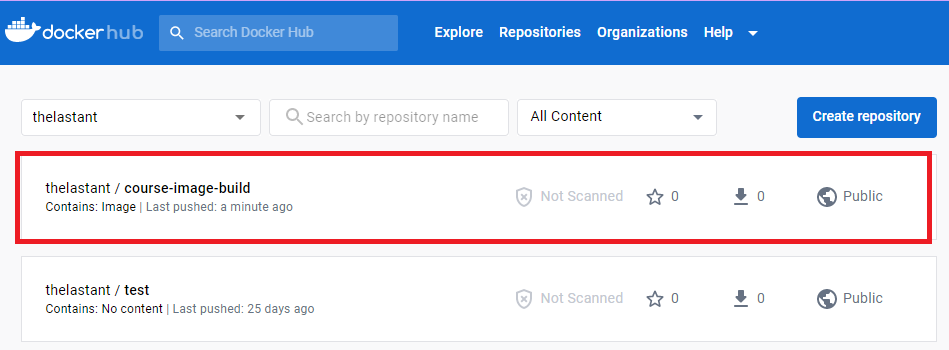 docker hub Search Docker Hub Explore Repositories Organizations Help
thelastant Search by repository name All Content Create repository
thelastant / course-image-build
Contains: Image | Last pushed: a minute ago
Not Scanned 0 0 Public
thelastant / test
Contains: No content | Last pushed: 25 days ago
Not Scanned 0 0 Public